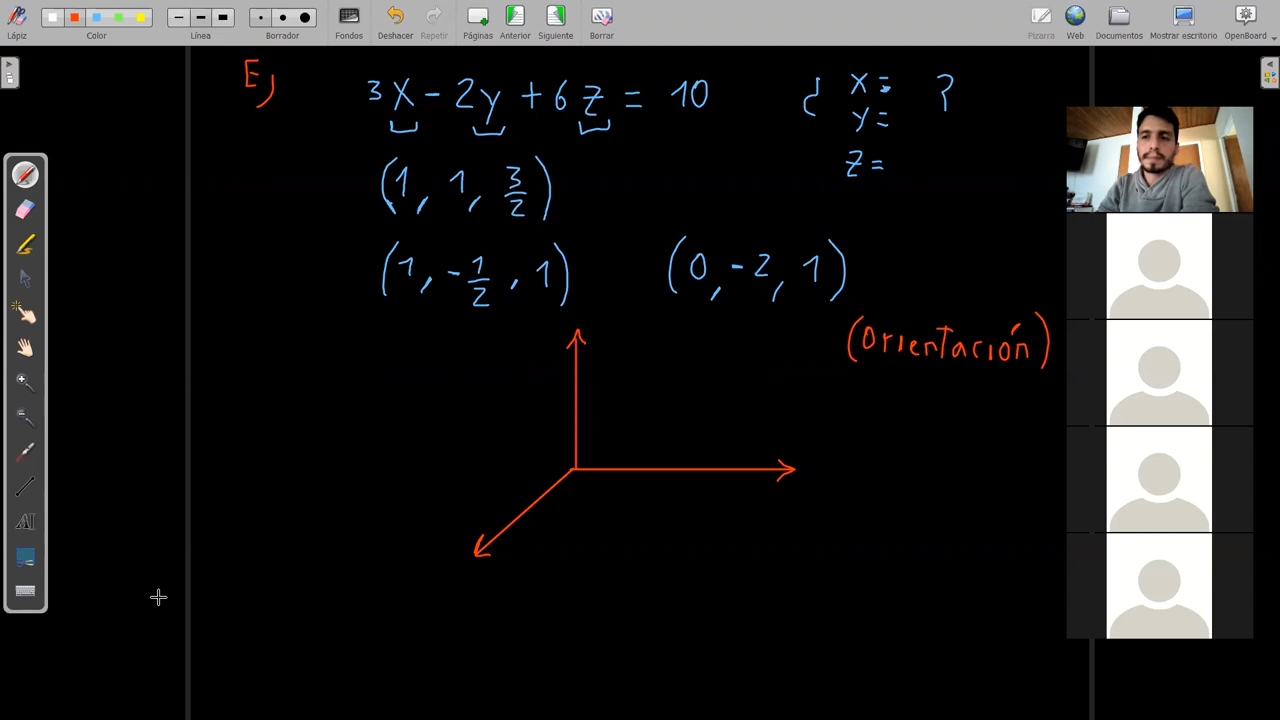 Lápiz Color Línea Borrador Fondos Deshacer Repetir Páginas Anterior Siguiente Borrar Pizarra Web Documentos Mostrar escritorio OpenBoard
E) 3X - 2y + 6z = 10 ¿ X = ?
y =
z =
(1, 1, 3/2)
(1, -1/2, 1) (0, -2, 1)
(Orientación)
AI